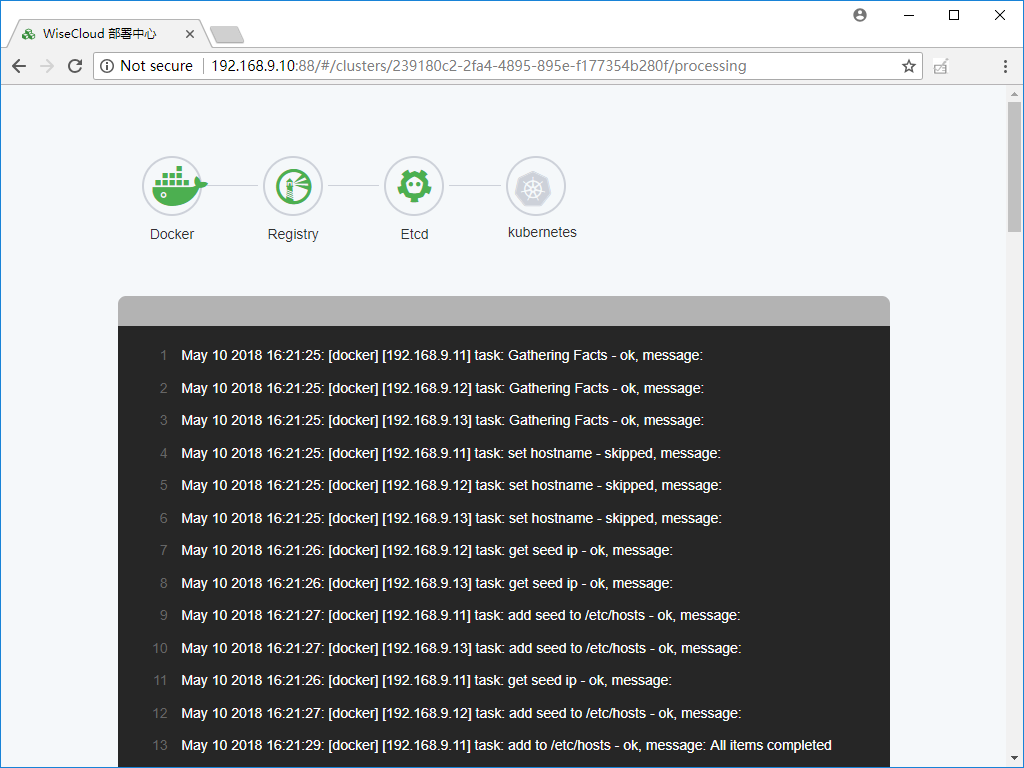 WiseCloud 部署中心
Not secure 192.168.9.10:88/#/clusters/239180c2-2fa4-4895-895e-f177354b280f/processing
Docker Registry Etcd kubernetes
1 May 10 2018 16:21:25: [docker] [192.168.9.11] task: Gathering Facts - ok, message:
2 May 10 2018 16:21:25: [docker] [192.168.9.12] task: Gathering Facts - ok, message:
3 May 10 2018 16:21:25: [docker] [192.168.9.13] task: Gathering Facts - ok, message:
4 May 10 2018 16:21:25: [docker] [192.168.9.11] task: set hostname - skipped, message:
5 May 10 2018 16:21:25: [docker] [192.168.9.12] task: set hostname - skipped, message:
6 May 10 2018 16:21:25: [docker] [192.168.9.13] task: set hostname - skipped, message:
7 May 10 2018 16:21:26: [docker] [192.168.9.12] task: get seed ip - ok, message:
8 May 10 2018 16:21:26: [docker] [192.168.9.13] task: get seed ip - ok, message:
9 May 10 2018 16:21:27: [docker] [192.168.9.11] task: add seed to /etc/hosts - ok, message:
10 May 10 2018 16:21:27: [docker] [192.168.9.13] task: add seed to /etc/hosts - ok, message:
11 May 10 2018 16:21:26: [docker] [192.168.9.11] task: get seed ip - ok, message:
12 May 10 2018 16:21:27: [docker] [192.168.9.12] task: add seed to /etc/hosts - ok, message:
13 May 10 2018 16:21:29: [docker] [192.168.9.11] task: add to /etc/hosts - ok, message: All items completed